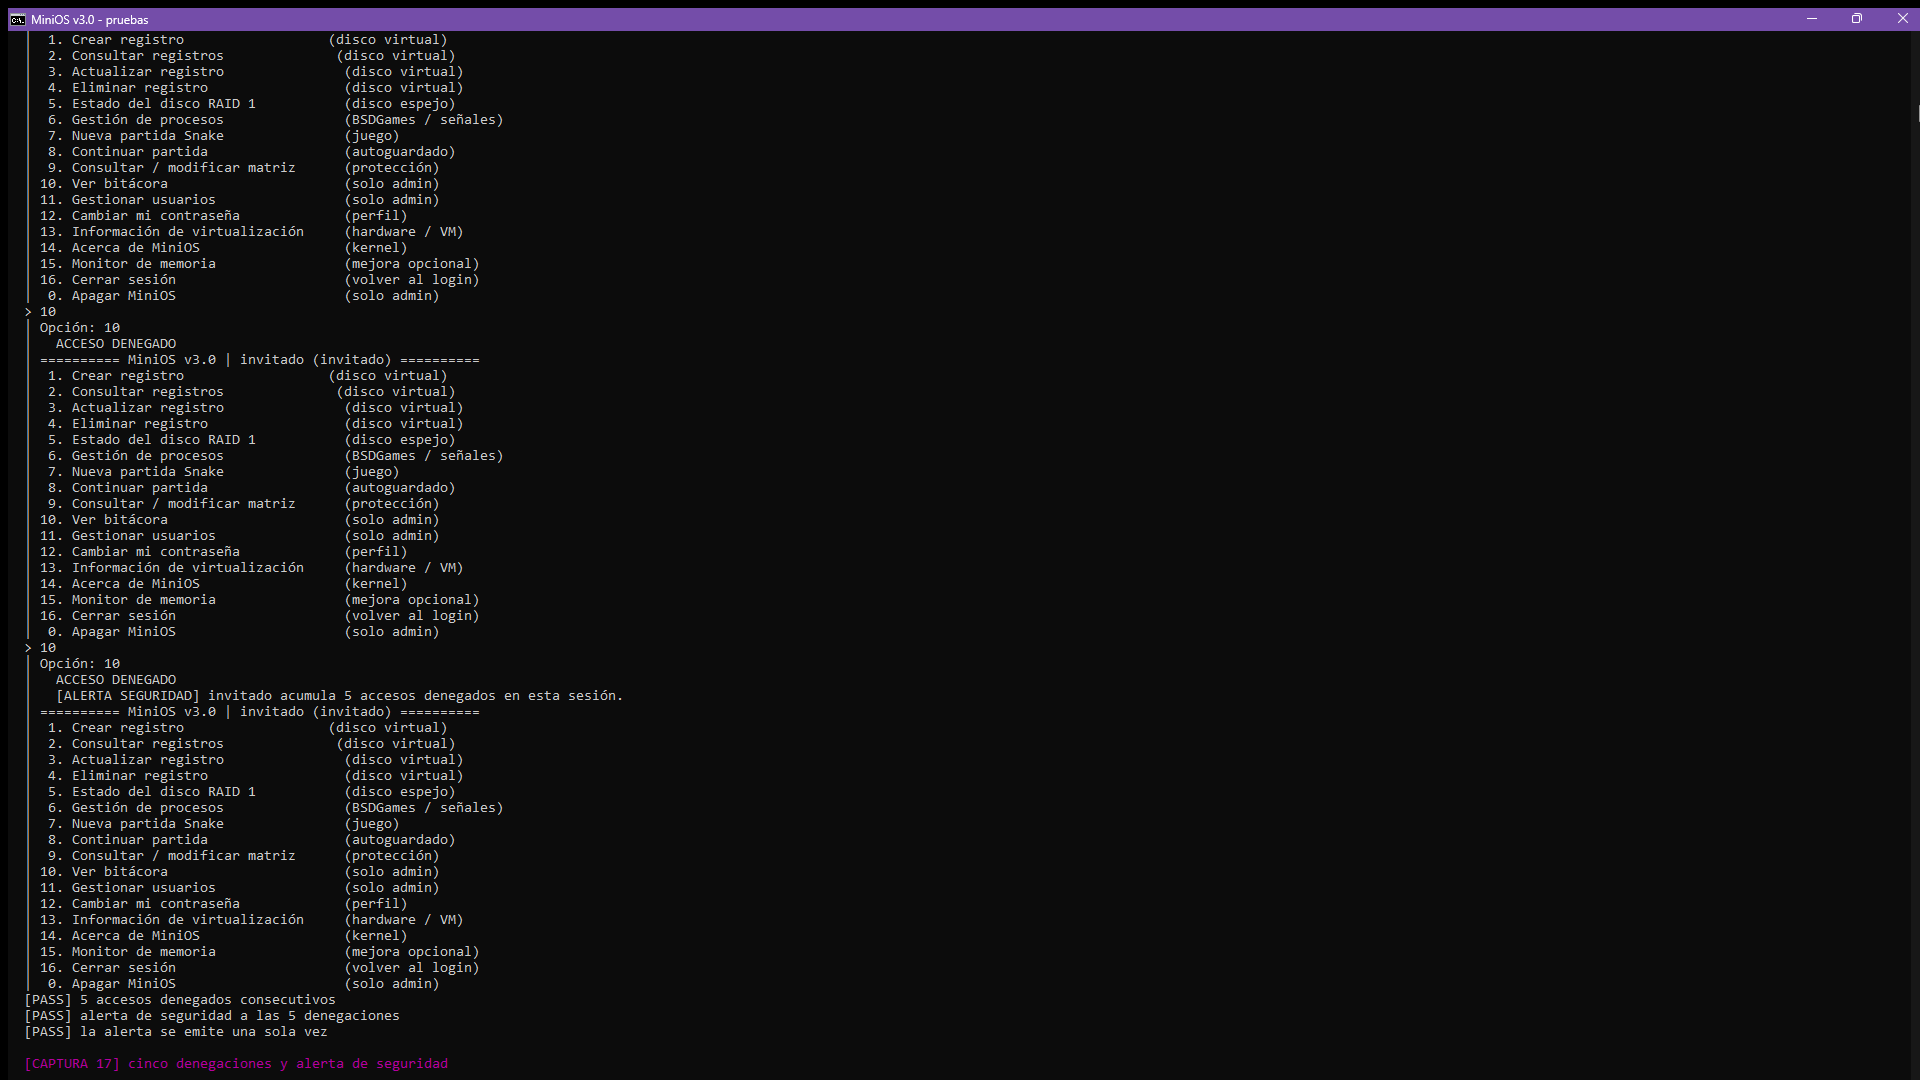 MiniOS v3.0 - pruebas
1. Crear registro (disco virtual)
2. Consultar registros (disco virtual)
3. Actualizar registro (disco virtual)
4. Eliminar registro (disco virtual)
5. Estado del disco RAID 1 (disco espejo)
6. Gestión de procesos (BSDGames / señales)
7. Nueva partida Snake (juego)
8. Continuar partida (autoguardado)
9. Consultar / modificar matriz (protección)
10. Ver bitácora (solo admin)
11. Gestionar usuarios (solo admin)
12. Cambiar mi contraseña (perfil)
13. Información de virtualización (hardware / VM)
14. Acerca de MiniOS (kernel)
15. Monitor de memoria (mejora opcional)
16. Cerrar sesión (volver al login)
0. Apagar MiniOS (solo admin)
> 10
Opción: 10
ACCESO DENEGADO
========== MiniOS v3.0 | invitado (invitado) ==========
1. Crear registro (disco virtual)
2. Consultar registros (disco virtual)
3. Actualizar registro (disco virtual)
4. Eliminar registro (disco virtual)
5. Estado del disco RAID 1 (disco espejo)
6. Gestión de procesos (BSDGames / señales)
7. Nueva partida Snake (juego)
8. Continuar partida (autoguardado)
9. Consultar / modificar matriz (protección)
10. Ver bitácora (solo admin)
11. Gestionar usuarios (solo admin)
12. Cambiar mi contraseña (perfil)
13. Información de virtualización (hardware / VM)
14. Acerca de MiniOS (kernel)
15. Monitor de memoria (mejora opcional)
16. Cerrar sesión (volver al login)
0. Apagar MiniOS (solo admin)
> 10
Opción: 10
ACCESO DENEGADO
[ALERTA SEGURIDAD] invitado acumula 5 accesos denegados en esta sesión.
========== MiniOS v3.0 | invitado (invitado) ==========
1. Crear registro (disco virtual)
2. Consultar registros (disco virtual)
3. Actualizar registro (disco virtual)
4. Eliminar registro (disco virtual)
5. Estado del disco RAID 1 (disco espejo)
6. Gestión de procesos (BSDGames / señales)
7. Nueva partida Snake (juego)
8. Continuar partida (autoguardado)
9. Consultar / modificar matriz (protección)
10. Ver bitácora (solo admin)
11. Gestionar usuarios (solo admin)
12. Cambiar mi contraseña (perfil)
13. Información de virtualización (hardware / VM)
14. Acerca de MiniOS (kernel)
15. Monitor de memoria (mejora opcional)
16. Cerrar sesión (volver al login)
0. Apagar MiniOS (solo admin)
[PASS] 5 accesos denegados consecutivos
[PASS] alerta de seguridad a las 5 denegaciones
[PASS] la alerta se emite una sola vez
[CAPTURA 17] cinco denegaciones y alerta de seguridad